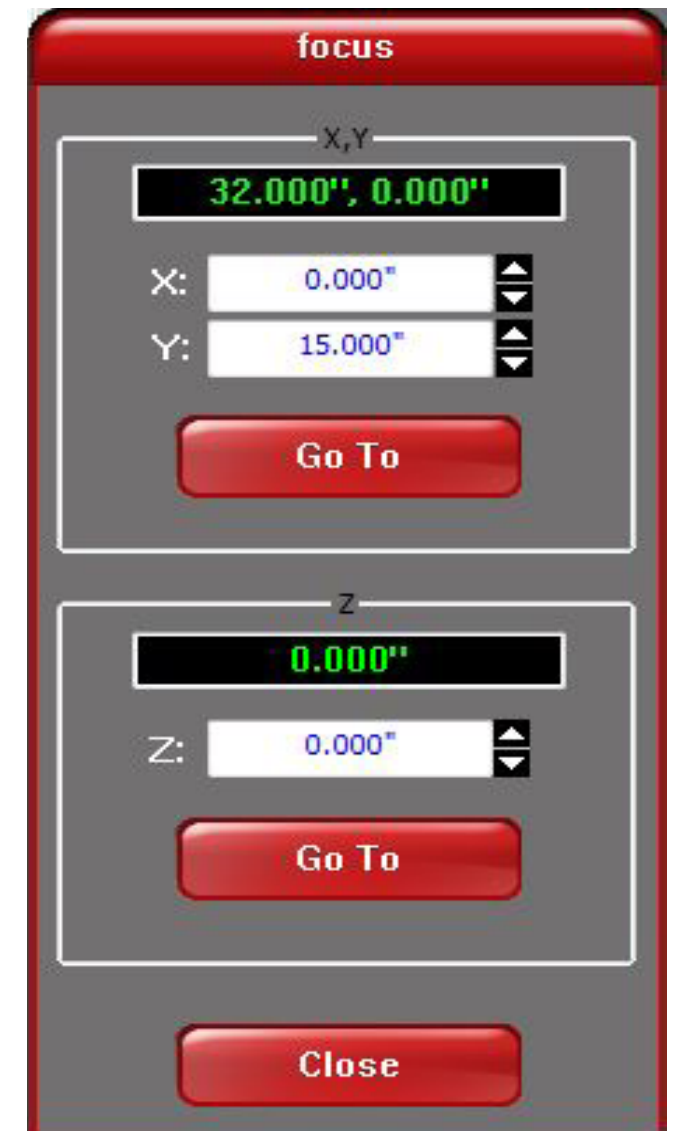 focus
X,Y
32.000", 0.000"
X: 0.000"
Y: 15.000"
Go To
Z
0.000"
Z: 0.000"
Go To
Close